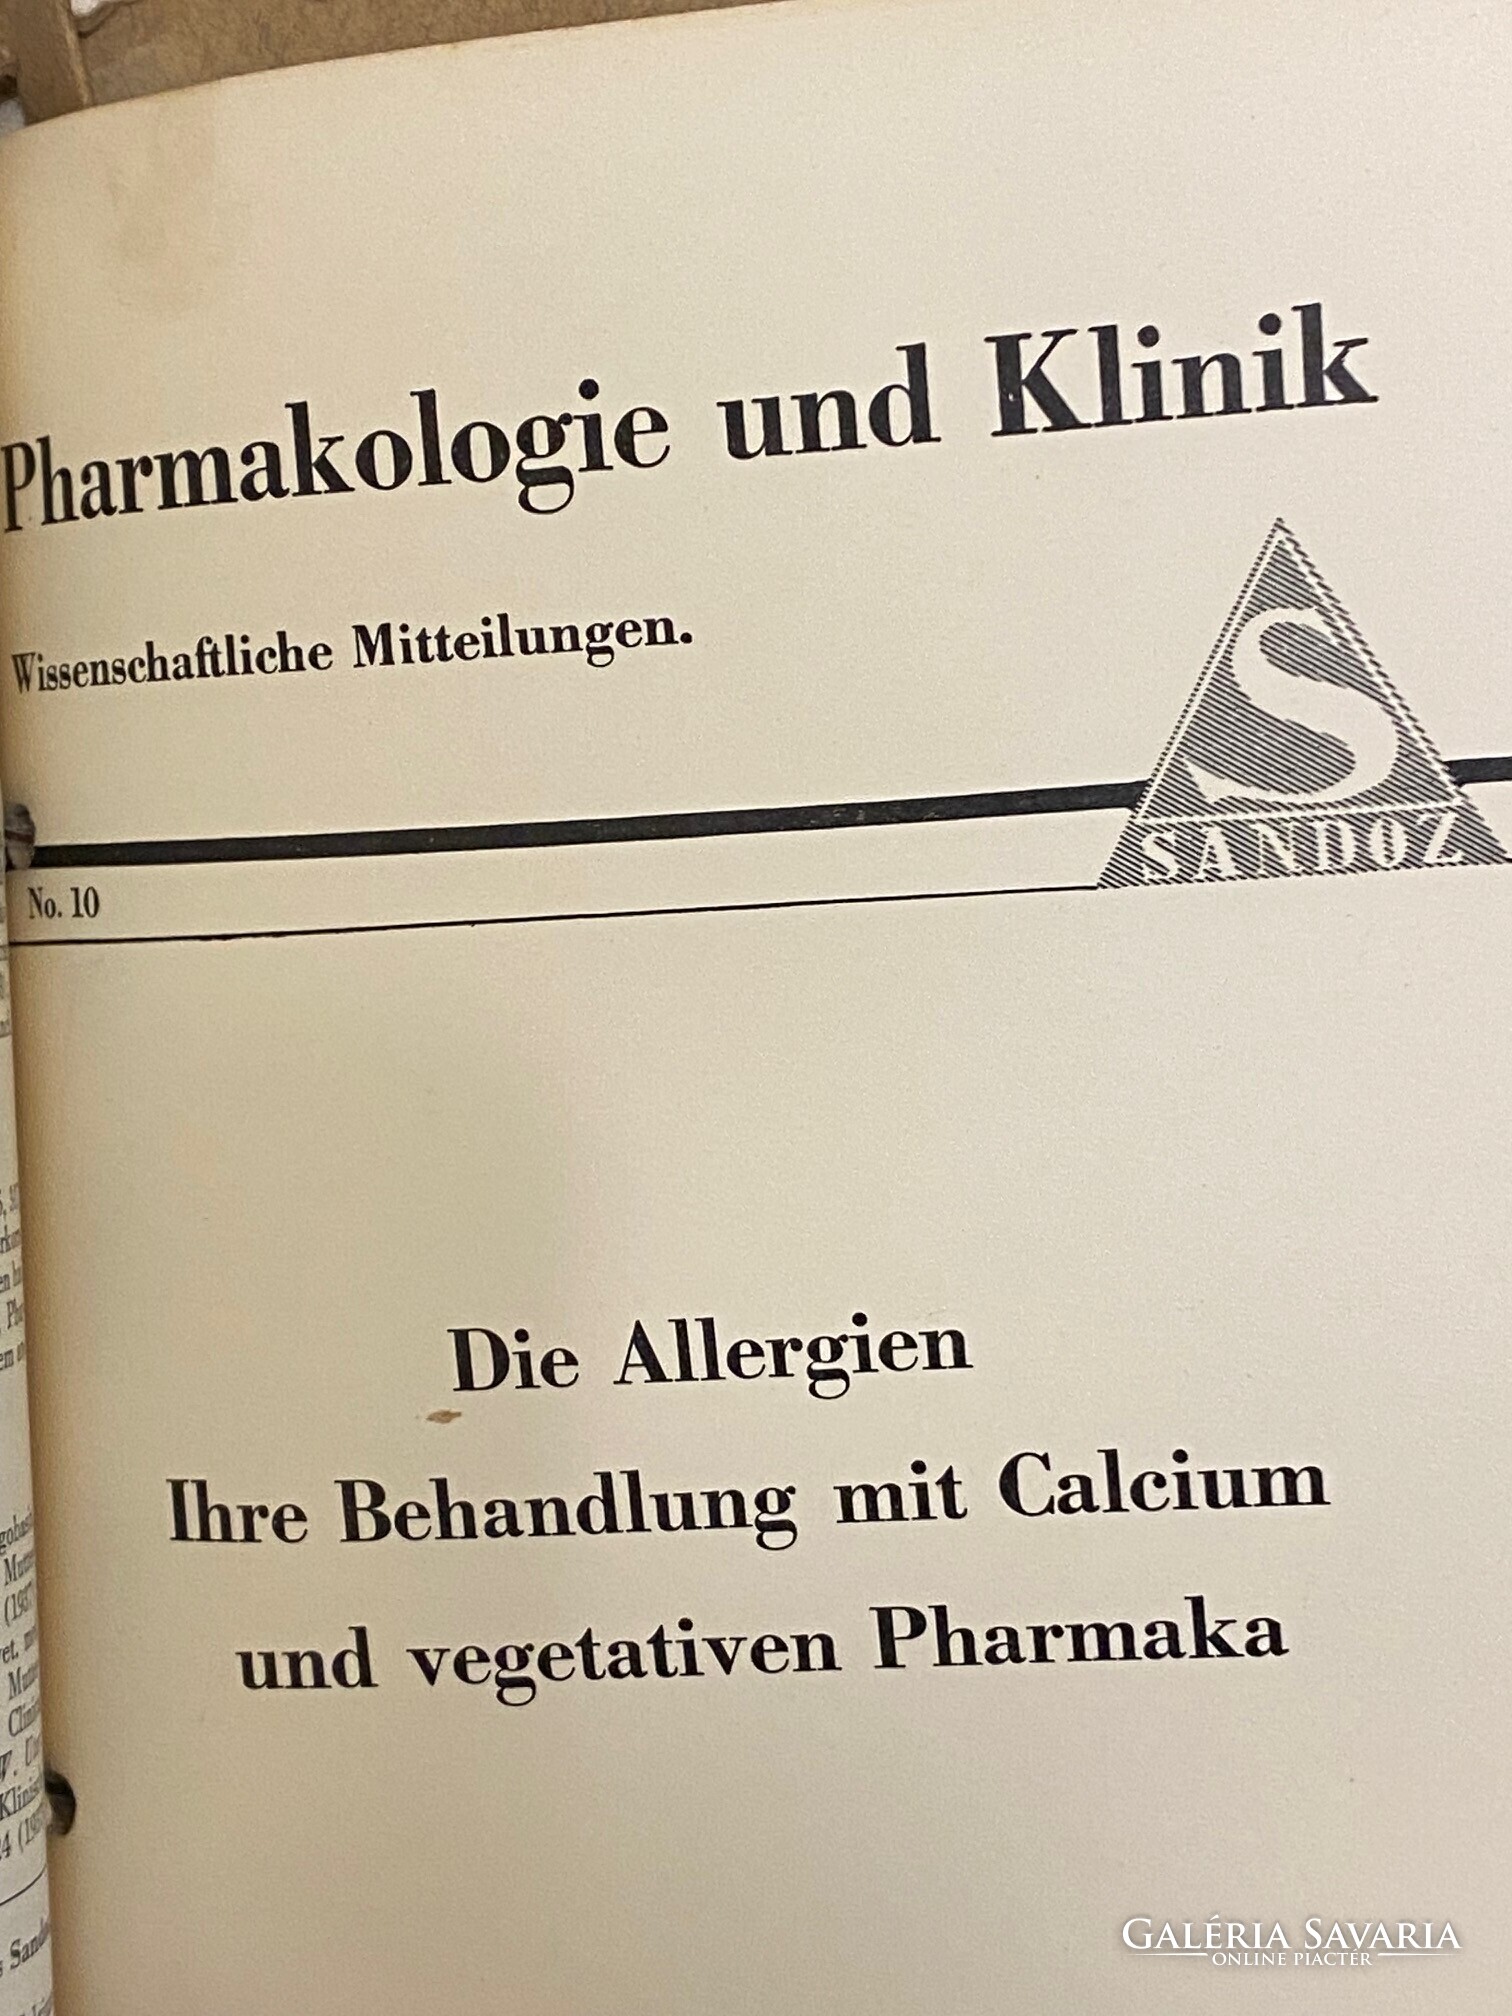 Pharmakologie und Klinik
Wissenschaftliche Mitteilungen.
S
SANDOZ
No. 10
Die Allergien
Ihre Behandlung mit Calcium
und vegetativen Pharmaka
GALÉRIA SAVARIA
ONLINE PIACTÉR